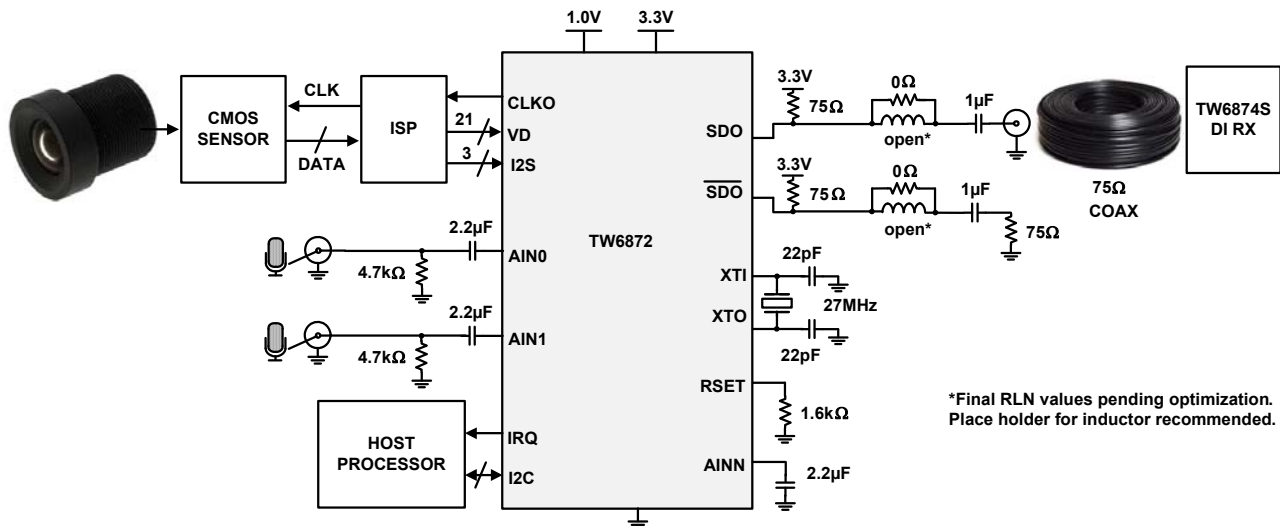 1.0V
3.3V
CMOS
SENSOR
CLK
DATA
ISP
21
3
CLKO
VD
I2S
2.2µF
AIN0
4.7kΩ
2.2µF
AIN1
4.7kΩ
HOST
PROCESSOR
IRQ
I2C
TW6872
SDO
3.3V
75Ω
0Ω
open*
1µF
SDO
3.3V
75Ω
0Ω
open*
1µF
75Ω
75Ω
COAX
TW6874S
DI RX
XTI
22pF
27MHz
XTO
22pF
RSET
1.6kΩ
AINN
2.2µF
*Final RLN values pending optimization.
Place holder for inductor recommended.